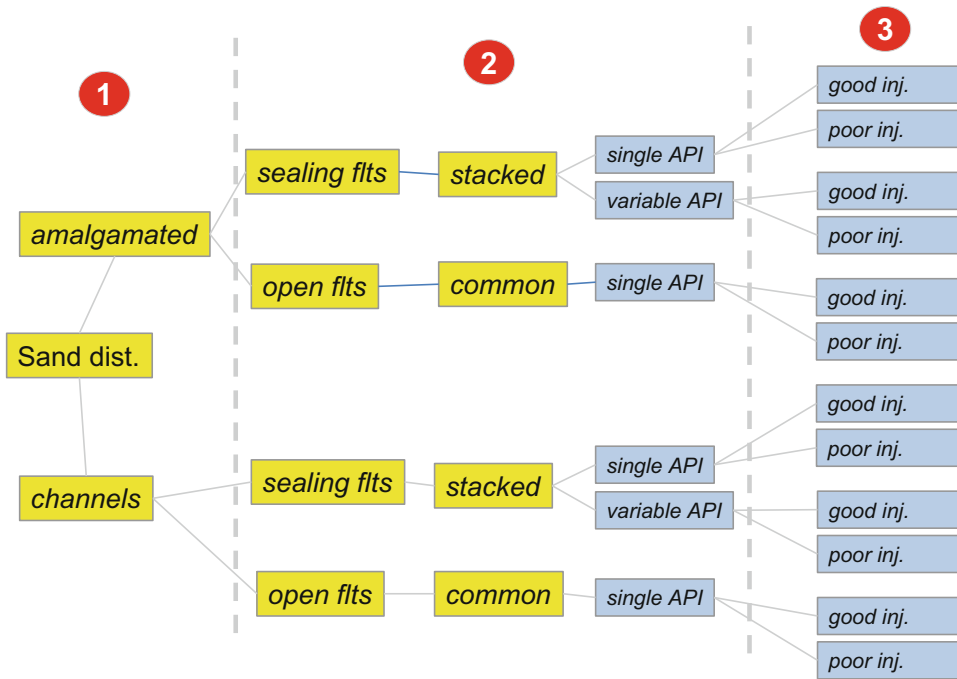 1
2
3
Sand dist.
amalgamated
channels
sealing flts
stacked
single API
variable API
open flts
common
single API
sealing flts
stacked
single API
variable API
open flts
common
single API
good inj.
poor inj.
good inj.
poor inj.
good inj.
poor inj.
good inj.
poor inj.
good inj.
poor inj.
good inj.
poor inj.